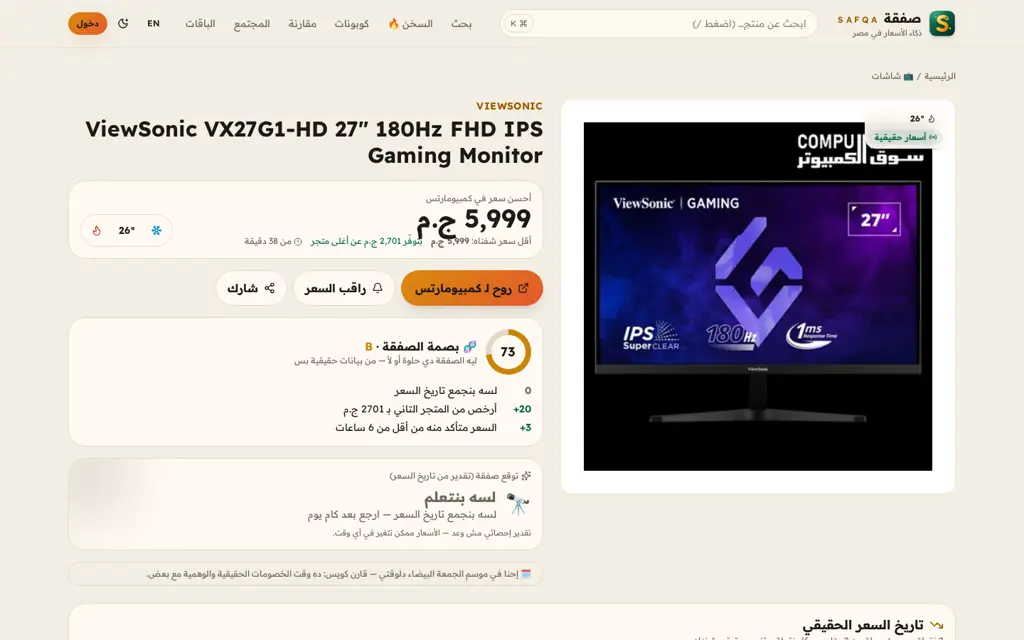 صفقة
SAFQA
ذكاء الأسعار في مصر
ابحث عن منتج... (اضغط /)
⌘ K
بحث
السخن 🔥
كوبونات
مقارنة
المجتمع
الباقات
EN
دخول
الرئيسية / 📺 شاشات
26°
أسعار حقيقية
COMPU
سوق الكمبيوتر
ViewSonic | GAMING
27"
IPS
SuperCLEAR
180Hz
1ms
Response Time
ViewSonic
VIEWSONIC
ViewSonic VX27G1-HD 27" 180Hz FHD IPS
Gaming Monitor
أحسن سعر في كمبيومارتس
5,999 ج.م
أقل سعر شفناه: 5,999 ج.م
بتوفّر 2,701 ج.م عن أغلى متجر
من 38 دقيقة
26°
روح لـ كمبيومارتس
راقب السعر
شارك
73
🧬 بصمة الصفقة · B
ليه الصفقة دي حلوة أو لأ — من بيانات حقيقية بس
0 لسه بنجمع تاريخ السعر
+20 أرخص من المتجر التاني بـ 2701 ج.م
+3 السعر متأكد منه من أقل من 6 ساعات
توقع صفقة (تقدير من تاريخ السعر)
لسه بنتعلم
لسه بنجمع تاريخ السعر — ارجع بعد كام يوم
تقدير إحصائي مش وعد — الأسعار ممكن تتغير في أي وقت.
🗓️ إحنا في موسم الجمعة البيضاء دلوقتي — قارن كويس: ده وقت الخصومات الحقيقية والوهمية مع بعض.
تاريخ السعر الحقيقي